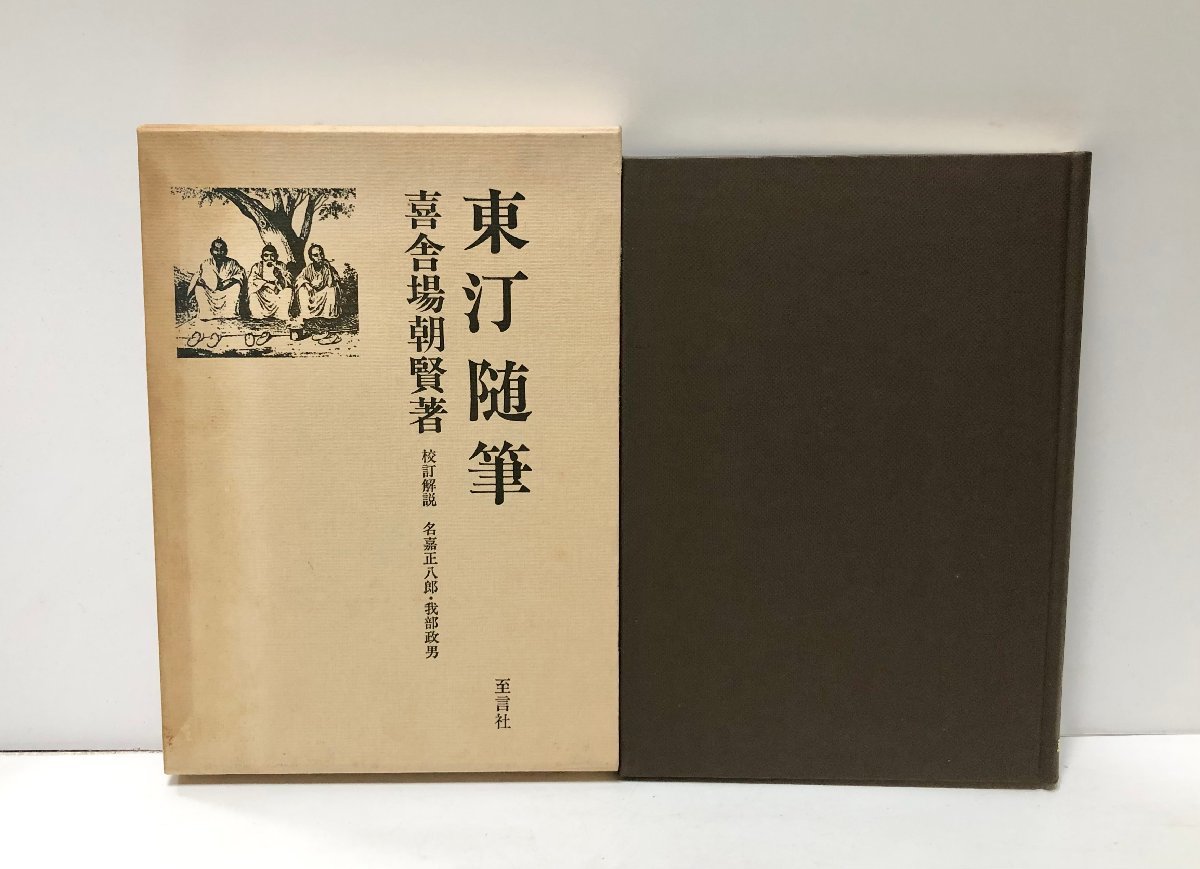 東汀随筆
喜舎場朝賢著
校訂解説 名嘉正八郎・我部政男
至言社